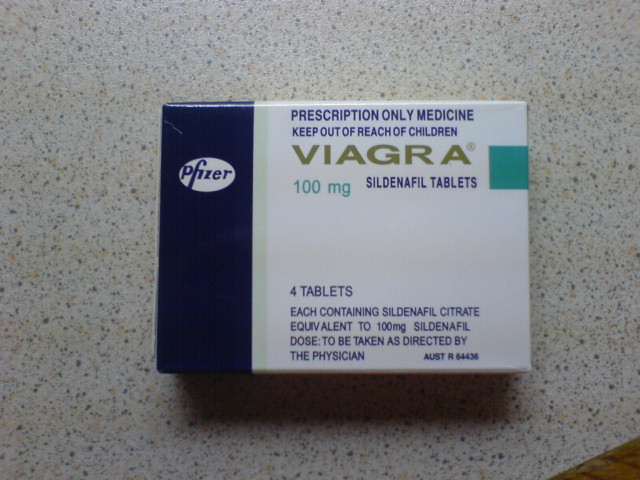 PRESCRIPTION ONLY MEDICINE
KEEP OUT OF REACH OF CHILDREN
VIAGRA®
Pfizer
100 mg SILDENAFIL TABLETS
4 TABLETS
EACH CONTAINING SILDENAFIL CITRATE
EQUIVALENT TO 100mg SILDENAFIL
DOSE: TO BE TAKEN AS DIRECTED BY
THE PHYSICIAN AUST R 64436